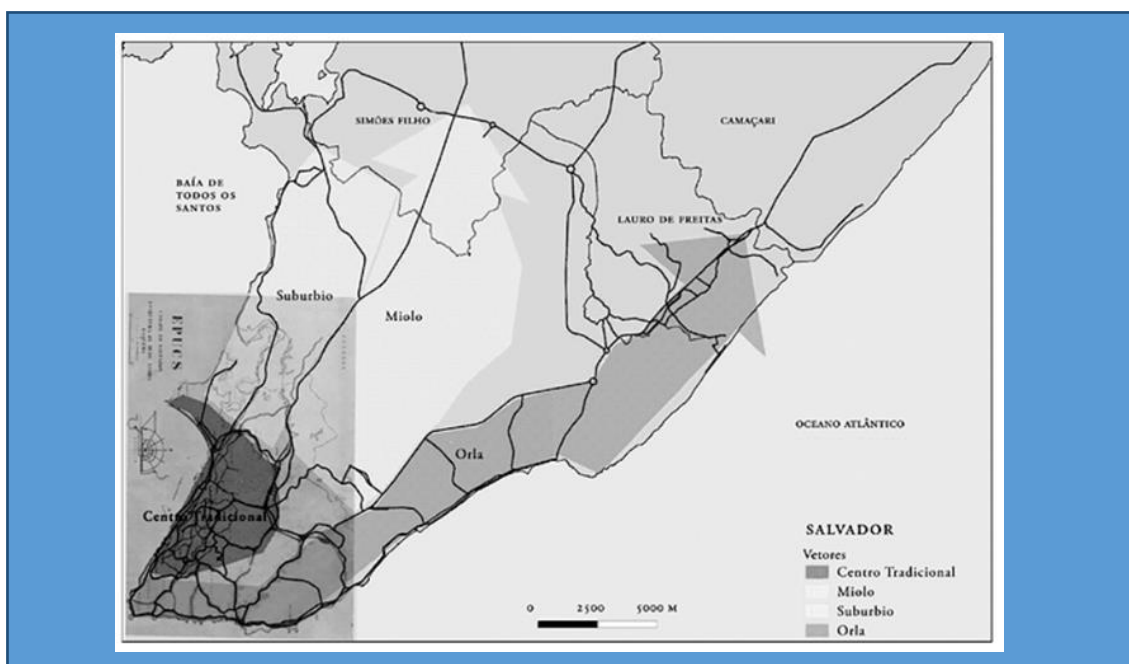 SIMÕES FILHO
CAMAÇARI
BAÍA DE
TODOS OS
SANTOS
LAURO DE FREITAS
Suburbio
Miolo
EPUCS
OCEANO ATLÂNTICO
Orla
Centro Tradicional
SALVADOR
Vetores
Centro Tradicional
Miolo
Suburbio
Orla
0 2500 5000 M